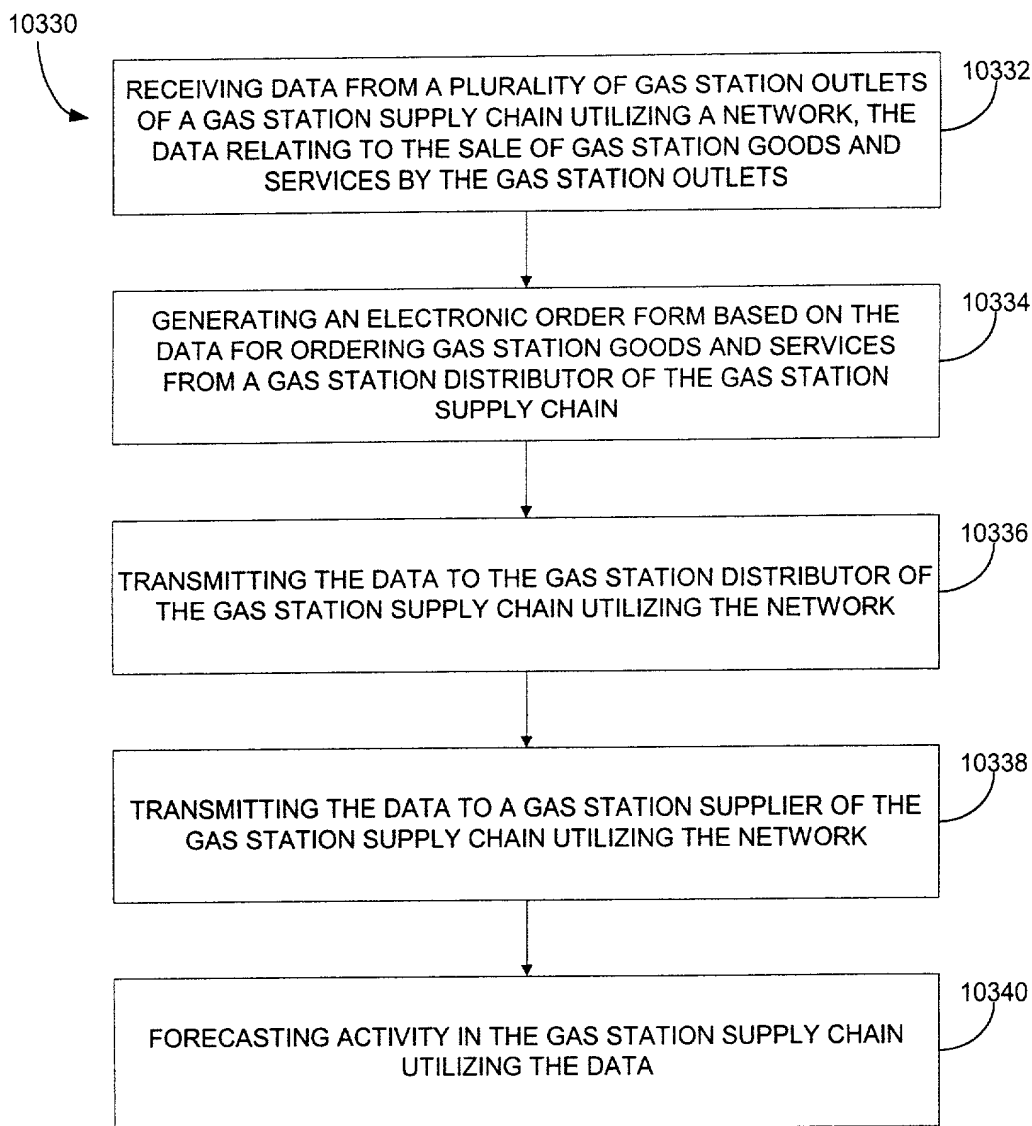 10330
10332
RECEIVING DATA FROM A PLURALITY OF GAS STATION OUTLETS
OF A GAS STATION SUPPLY CHAIN UTILIZING A NETWORK, THE
DATA RELATING TO THE SALE OF GAS STATION GOODS AND
SERVICES BY THE GAS STATION OUTLETS
10334
GENERATING AN ELECTRONIC ORDER FORM BASED ON THE
DATA FOR ORDERING GAS STATION GOODS AND SERVICES
FROM A GAS STATION DISTRIBUTOR OF THE GAS STATION
SUPPLY CHAIN
10336
TRANSMITTING THE DATA TO THE GAS STATION DISTRIBUTOR OF
THE GAS STATION SUPPLY CHAIN UTILIZING THE NETWORK
10338
TRANSMITTING THE DATA TO A GAS STATION SUPPLIER OF THE
GAS STATION SUPPLY CHAIN UTILIZING THE NETWORK
10340
FORECASTING ACTIVITY IN THE GAS STATION SUPPLY CHAIN
UTILIZING THE DATA